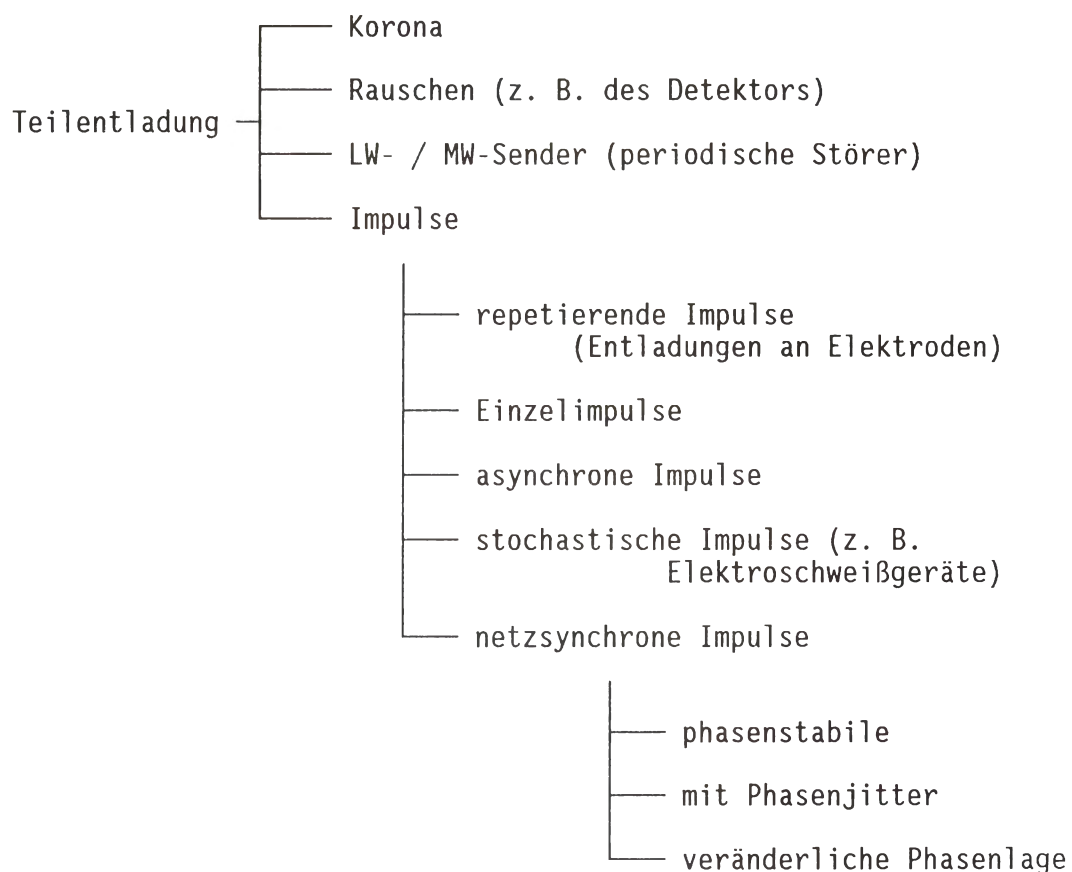 Korona
Rauschen (z. B. des Detektors)
Teilentladung
LW- / MW-Sender (periodische Störer)
Impulse
repetierende Impulse
(Entladungen an Elektroden)
Einzelimpulse
asynchrone Impulse
stochastische Impulse (z. B.
Elektroschweißgeräte)
netzsynchrone Impulse
phasenstabile
mit Phasenjitter
veränderliche Phasenlage